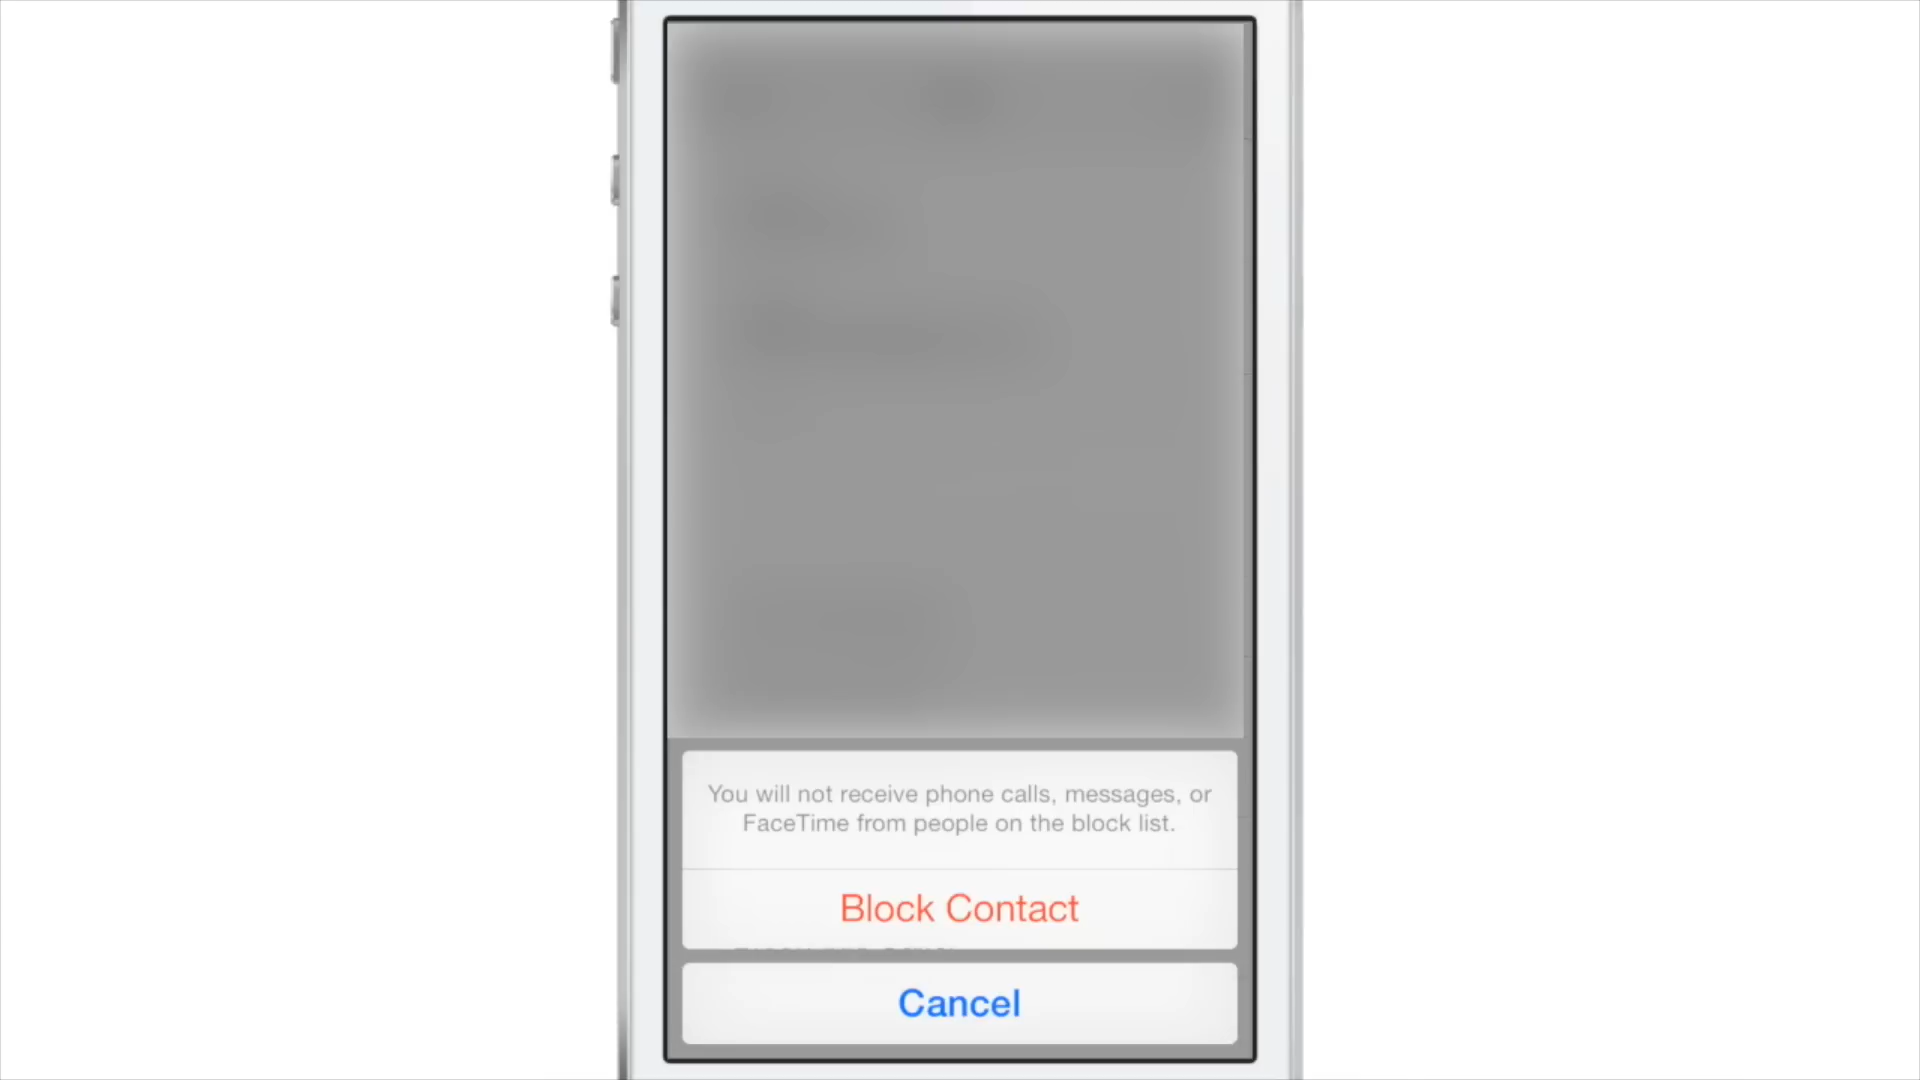 You will not receive phone calls, messages, or
FaceTime from people on the block list.
Block Contact
Cancel